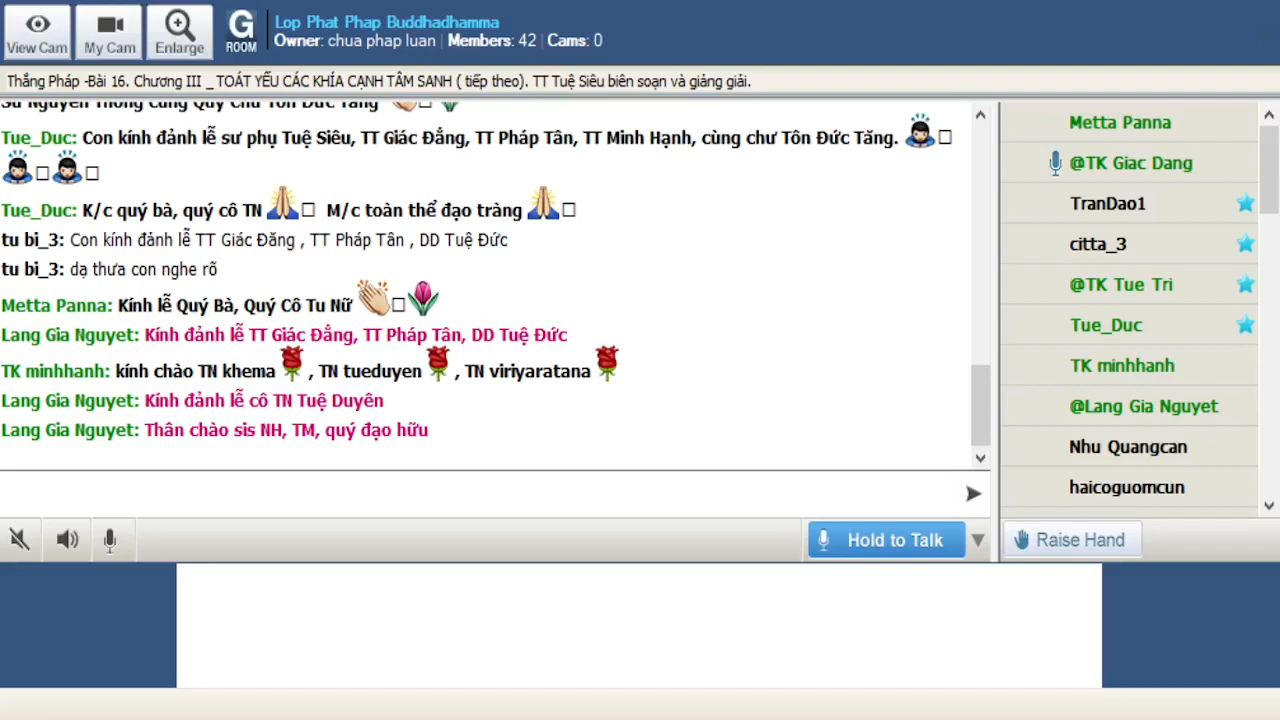 View Cam
My Cam
Enlarge
G
ROOM
Lop Phat Phap Buddhadhamma
Owner: chua phap luan | Members: 42 | Cams: 0
Thắng Pháp -Bài 16. Chương III _ TOÁT YẾU CÁC KHÍA CẠNH TÂM SANH ( tiếp theo). TT Tuệ Siêu biên soạn và giảng giải.
Tue_Duc: Con kính đảnh lễ sư phụ Tuệ Siêu, TT Giác Đẳng, TT Pháp Tân, TT Minh Hạnh, cùng chư Tôn Đức Tăng.
Tue_Duc: K/c quý bà, quý cô TN M/c toàn thể đạo tràng
tu bi_3: Con kính đảnh lễ TT Giác Đăng , TT Pháp Tân , DD Tuệ Đức
tu bi_3: dạ thưa con nghe rõ
Metta Panna: Kính lễ Quý Bà, Quý Cô Tu Nữ
Lang Gia Nguyet: Kính đảnh lễ TT Giác Đẳng, TT Pháp Tân, DD Tuệ Đức
TK minhhanh: kính chào TN khema , TN tueduyen , TN viriyaratana
Lang Gia Nguyet: Kính đảnh lễ cô TN Tuệ Duyên
Lang Gia Nguyet: Thân chào sis NH, TM, quý đạo hữu
Metta Panna
@TK Giac Dang
TranDao1
citta_3
@TK Tue Tri
Tue_Duc
TK minhhanh
@Lang Gia Nguyet
Nhu Quangcan
haicoguomcun
Hold to Talk
Raise Hand